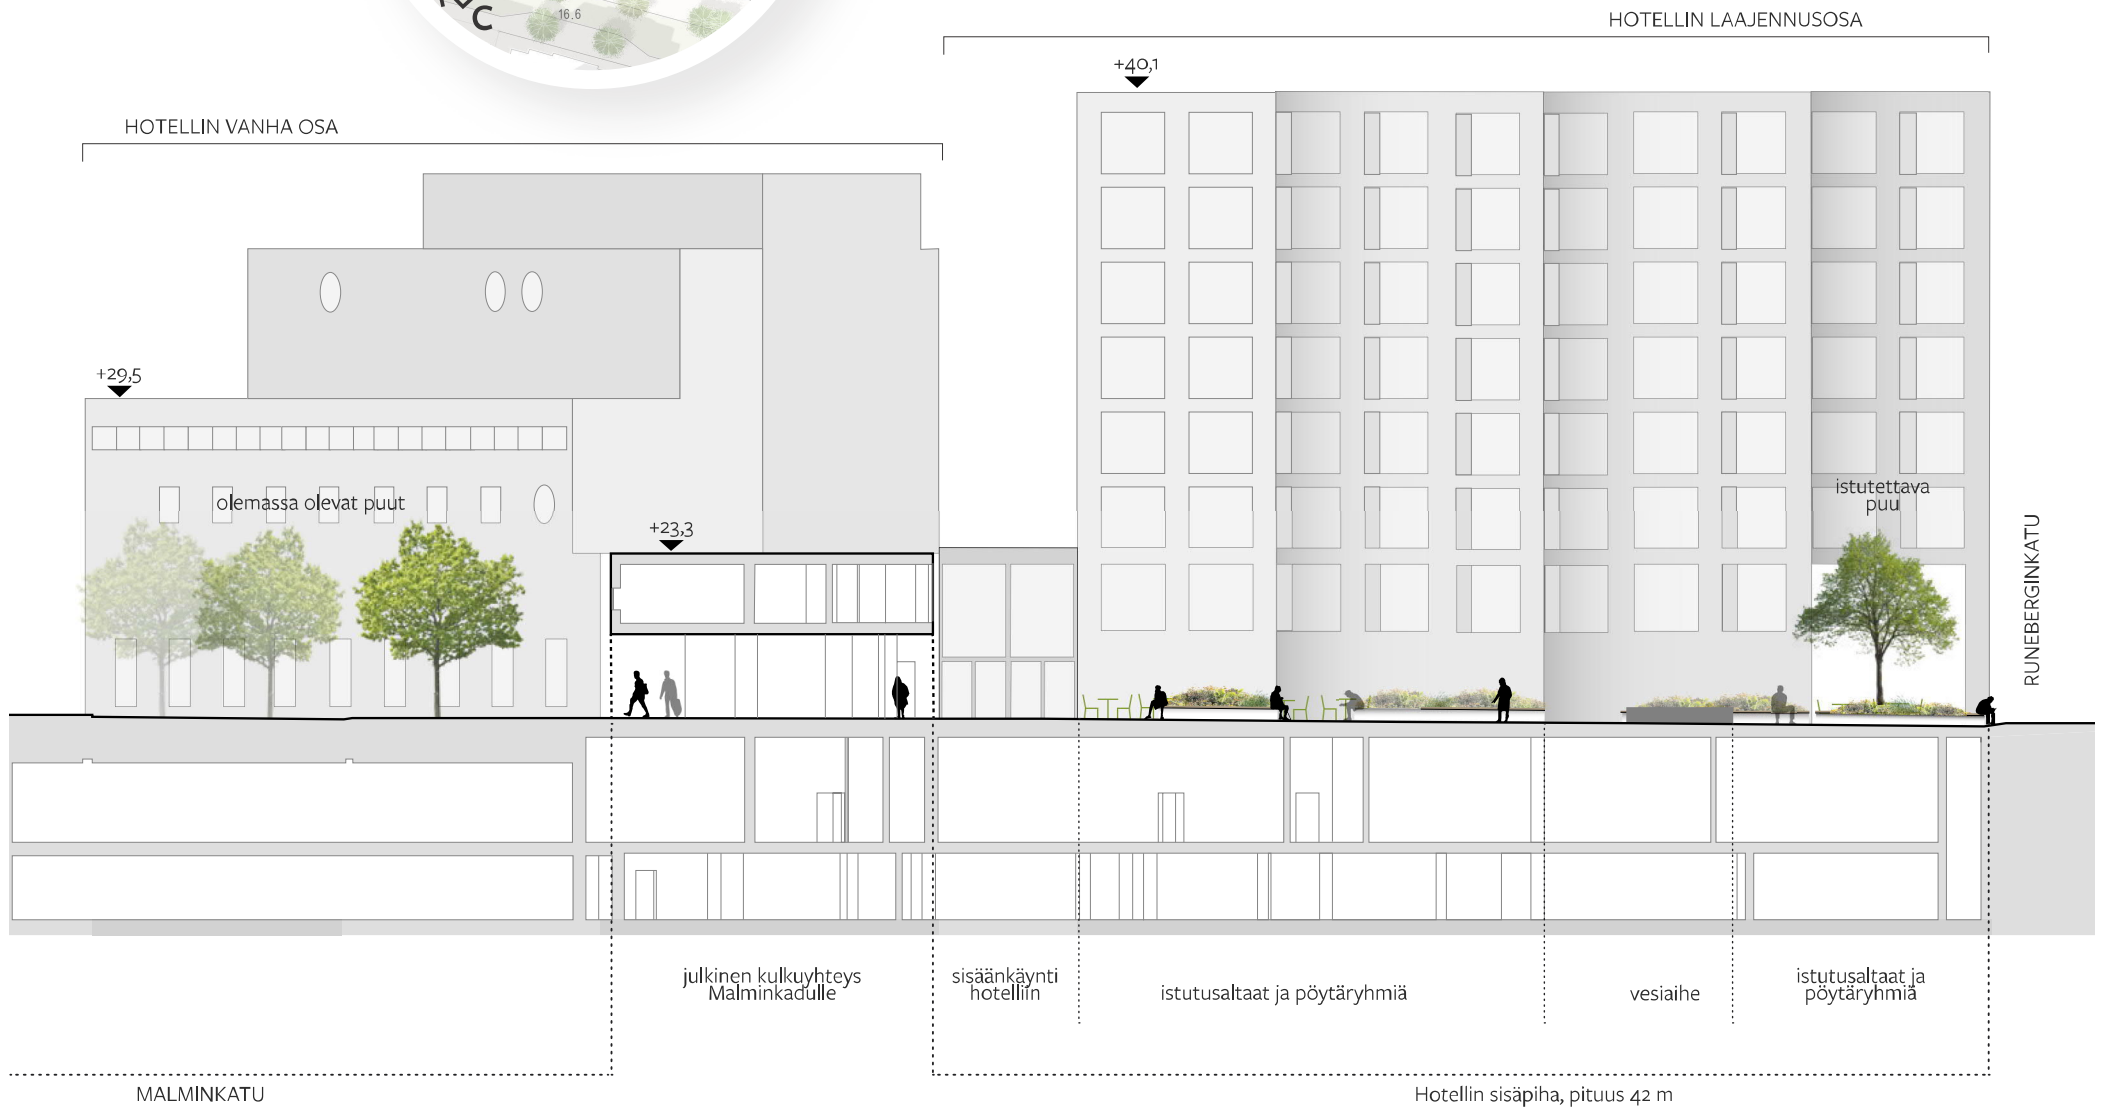 C
16.6
HOTELLIN LAAJENNUSOSA
+40,1
HOTELLIN VANHA OSA
+29,5
olemassa olevat puut
istutettava
puu
+23,3
RUNEBERGINKATU
julkinen kulkuyhteys
Malminkadulle
sisäänkäynti
hotelliin
istutusaltaat ja pöytäryhmiä
vesiaihe
istutusaltaat ja
pöytäryhmiä
MALMINKATU
Hotellin sisäpiha, pituus 42 m